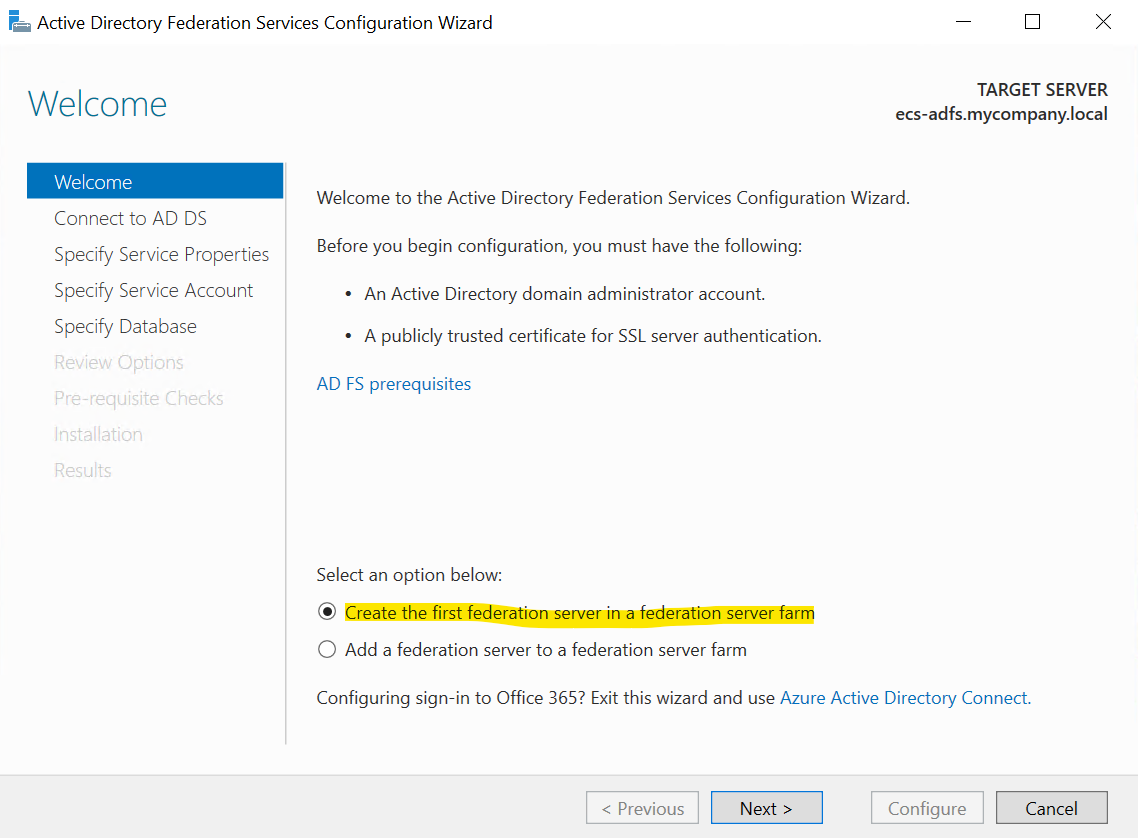 Active Directory Federation Services Configuration Wizard
Welcome
TARGET SERVER
ecs-adfs.mycompany.local
Welcome
Connect to AD DS
Specify Service Properties
Specify Service Account
Specify Database
Review Options
Pre-requisite Checks
Installation
Results
Welcome to the Active Directory Federation Services Configuration Wizard.
Before you begin configuration, you must have the following:
• An Active Directory domain administrator account.
• A publicly trusted certificate for SSL server authentication.
AD FS prerequisites
Select an option below:
Create the first federation server in a federation server farm
Add a federation server to a federation server farm
Configuring sign-in to Office 365? Exit this wizard and use Azure Active Directory Connect.
< Previous
Next >
Configure
Cancel